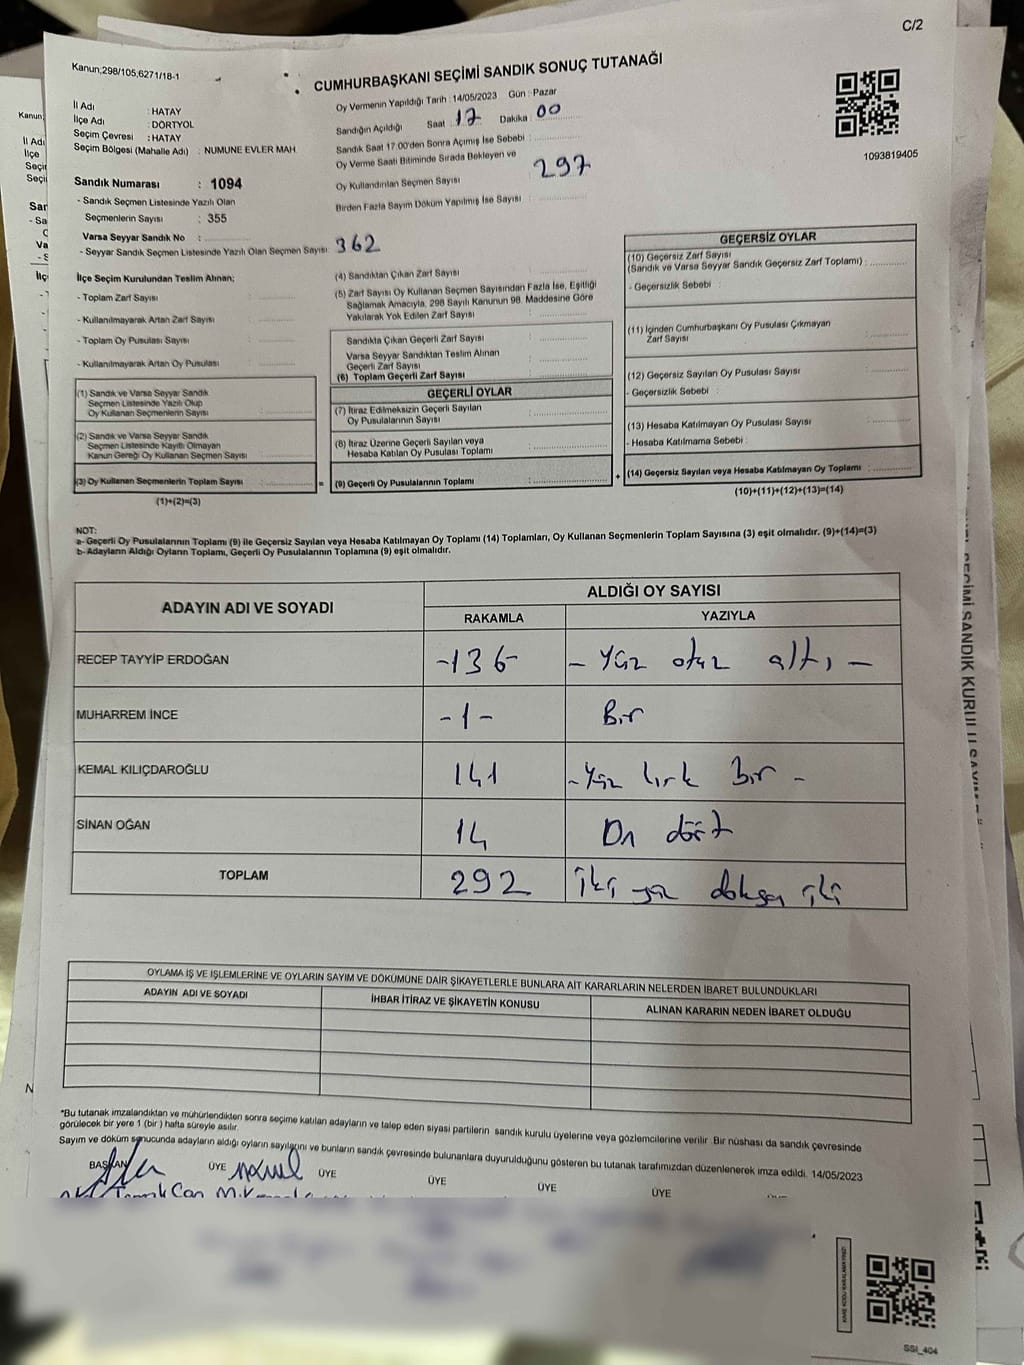 C/2
Kanun;298/105,6271/18-1
CUMHURBAŞKANI SEÇİMİ SANDIK SONUÇ TUTANAĞI
İl Adı : HATAY
İlçe Adı : DÖRTYOL
Seçim Çevresi : HATAY
Seçim Bölgesi (Mahalle Adı) : NUMUNE EVLER MAH
Oy Vermenin Yapıldığı Tarih : 14/05/2023 Gün : Pazar
Sandığın Açıldığı Saat 17 Dakika 00
Sandık Saat 17:00'den Sonra Açımış İse Sebebi :
Oy Verme Saati Bitiminde Sırada Bekleyen ve
Oy Kullandırılan Seçmen Sayısı 297
Birden Fazla Sayım Döküm Yapılmış İse Sayısı :
1093819405
Sandık Numarası : 1094
- Sandık Seçmen Listesinde Yazılı Olan
Seçmenlerin Sayısı : 355
Varsa Seyyar Sandık No :
- Seyyar Sandık Seçmen Listesinde Yazılı Olan Seçmen Sayısı 362
İlçe Seçim Kurulundan Teslim Alınan;
- Toplam Zarf Sayısı :
- Kullanılmayarak Artan Zarf Sayısı :
- Toplam Oy Pusulası Sayısı :
- Kullanılmayarak Artan Oy Pusulası :
(1) Sandık ve Varsa Seyyar Sandık
Seçmen Listesinde Yazılı Olup
Oy Kullanan Seçmenlerin Sayısı :
(2) Sandık ve Varsa Seyyar Sandık
Seçmen Listesinde Kayıtlı Olmayan
Kanun Gereği Oy Kullanan Seçmen Sayısı :
(3) Oy Kullanan Seçmenlerin Toplam Sayısı :
(1)+(2)=(3)
(4) Sandıktan Çıkan Zarf Sayısı :
(5) Zarf Sayısı Oy Kullanan Seçmen Sayısından Fazla İse, Eşitliği
Sağlamak Amacıyla, 298 Sayılı Kanunun 98. Maddesine Göre
Yakılarak Yok Edilen Zarf Sayısı :
Sandıkta Çıkan Geçerli Zarf Sayısı :
Varsa Seyyar Sandıktan Teslim Alınan
Geçerli Zarf Sayısı :
(6) Toplam Geçerli Zarf Sayısı :
GEÇERLİ OYLAR
(7) İtiraz Edilmeksizin Geçerli Sayılan
Oy Pusulalarının Sayısı :
(8) İtiraz Üzerine Geçerli Sayılan veya
Hesaba Katılan Oy Pusulası Toplamı :
= (9) Geçerli Oy Pusulalarının Toplamı :
GEÇERSİZ OYLAR
(10) Geçersiz Zarf Sayısı
(Sandık ve Varsa Seyyar Sandık Geçersiz Zarf Toplamı) :
- Geçersizlik Sebebi :
(11) İçinden Cumhurbaşkanı Oy Pusulası Çıkmayan
Zarf Sayısı :
(12) Geçersiz Sayılan Oy Pusulası Sayısı :
- Geçersizlik Sebebi :
(13) Hesaba Katılmayan Oy Pusulası Sayısı :
- Hesaba Katılmama Sebebi :
+ (14) Geçersiz Sayılan veya Hesaba Katılmayan Oy Toplamı :
(10)+(11)+(12)+(13)=(14)
NOT:
a- Geçerli Oy Pusulalarının Toplamı (9) ile Geçersiz Sayılan veya Hesaba Katılmayan Oy Toplamı (14) Toplamları, Oy Kullanan Seçmenlerin Toplam Sayısına (3) eşit olmalıdır. (9)+(14)=(3)
b- Adayların Aldığı Oyların Toplamı, Geçerli Oy Pusulalarının Toplamına (9) eşit olmalıdır.
ADAYIN ADI VE SOYADI
ALDIĞI OY SAYISI
RAKAMLA YAZIYLA
RECEP TAYYİP ERDOĞAN -136- - Yüz otuz altı -
MUHARREM İNCE -1- Bir
KEMAL KILIÇDAROĞLU 141 - Yüz kırk Bir -
SİNAN OĞAN 14 On dört
TOPLAM 292 iki yüz doksan iki
OYLAMA İŞ VE İŞLEMLERİNE VE OYLARIN SAYIM VE DÖKÜMÜNE DAİR ŞİKAYETLERLE BUNLARA AİT KARARLARIN NELERDEN İBARET BULUNDUKLARI
ADAYIN ADI VE SOYADI İHBAR İTİRAZ VE ŞİKAYETİN KONUSU ALINAN KARARIN NEDEN İBARET OLDUĞU
*Bu tutanak imzalandıktan ve mühürlendikten sonra seçime katılan adayların ve talep eden siyasi partilerin sandık kurulu üyelerine veya gözlemcilerine verilir. Bir nüshası da sandık çevresinde
görülecek bir yere 1 (bir ) hafta süreyle asılır.
Sayım ve döküm sonucunda adayların aldığı oyların sayılarını ve bunların sandık çevresinde bulunanlara duyurulduğunu gösteren bu tutanak tarafımızdan düzenlenerek imza edildi. 14/05/2023
BAŞKAN ÜYE ÜYE ÜYE ÜYE ÜYE
SSI_404